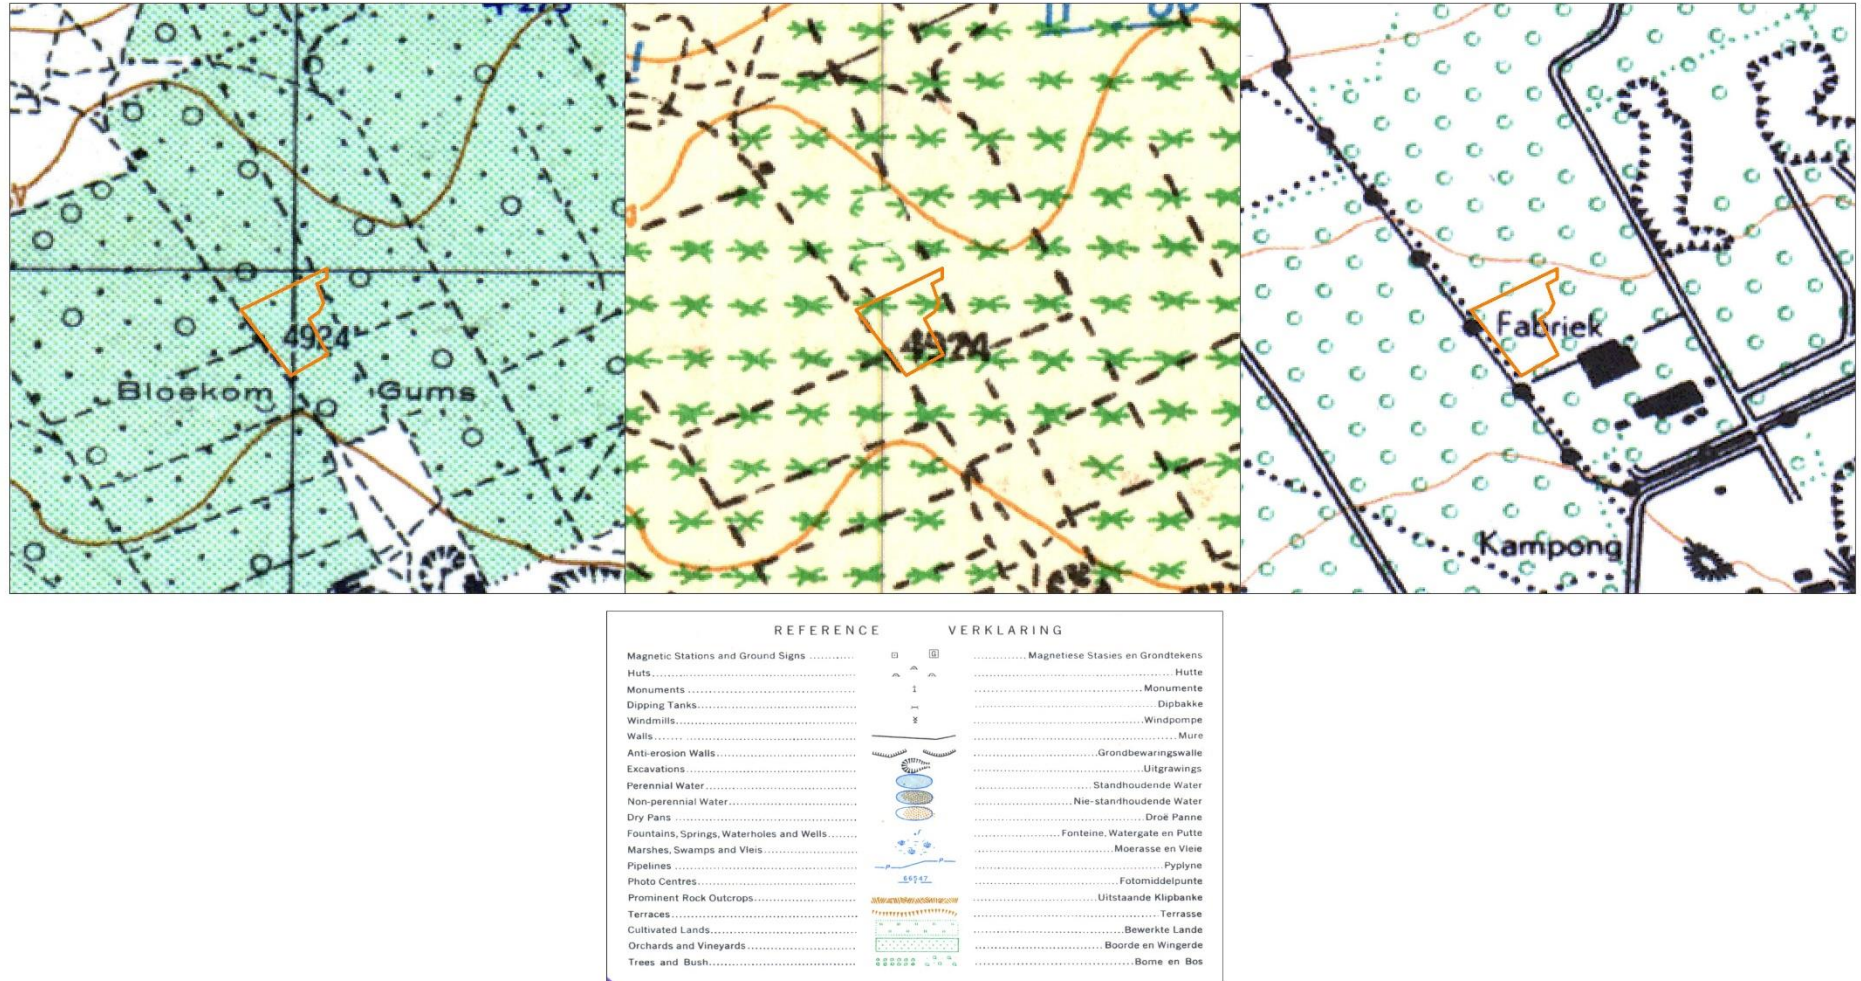 4924
Bloekom Gums
4924
Fabriek
Kampong
REFERENCE VERKLARING
Magnetic Stations and Ground Signs .......... G .......... Magnetiese Stasies en Grondtekens
Huts .......... Hutte
Monuments .......... 1 .......... Monumente
Dipping Tanks .......... Dipbakke
Windmills .......... Windpompe
Walls .......... Mure
Anti-erosion Walls .......... Grondbewaringswalle
Excavations .......... Uitgrawings
Perennial Water .......... Standhoudende Water
Non-perennial Water .......... Nie-standhoudende Water
Dry Pans .......... Droë Panne
Fountains, Springs, Waterholes and Wells .......... Fonteine, Watergate en Putte
Marshes, Swamps and Vleis .......... Moerasse en Vleie
Pipelines .......... P P .......... Pyplyne
Photo Centres .......... 66547 .......... Fotomiddelpunte
Prominent Rock Outcrops .......... Uitstaande Klipbanke
Terraces .......... Terrasse
Cultivated Lands .......... Bewerkte Lande
Orchards and Vineyards .......... Boorde en Wingerde
Trees and Bush .......... Bome en Bos